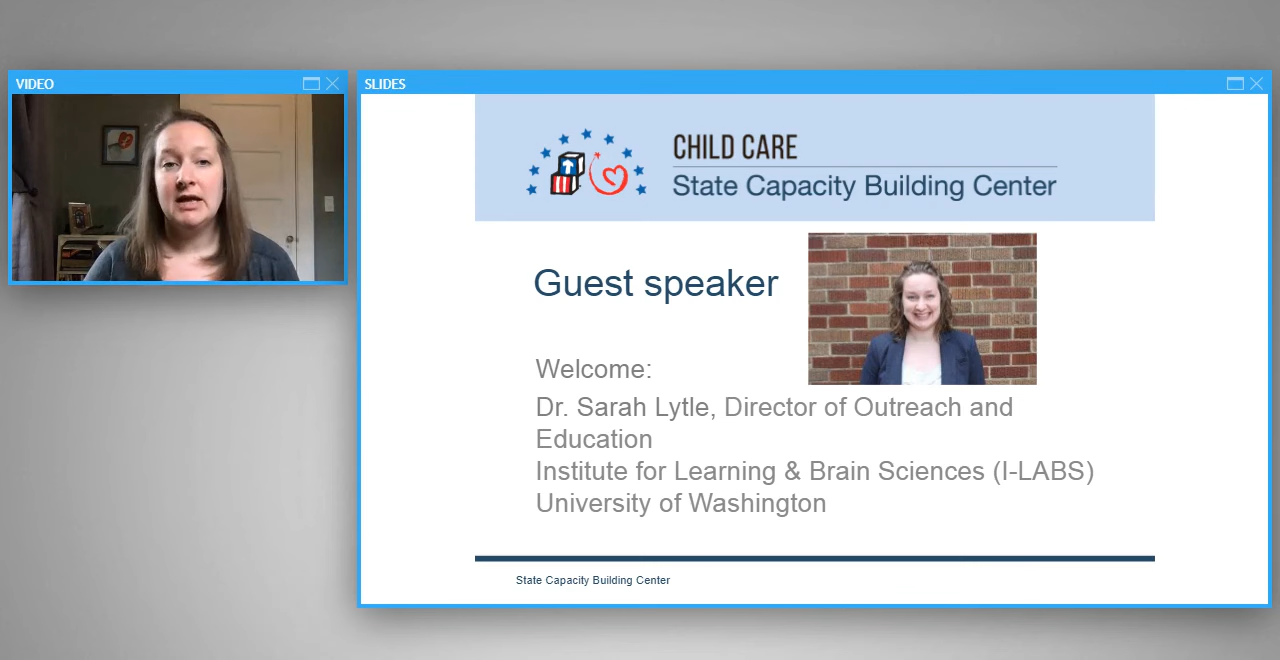 VIDEO
SLIDES
CHILD CARE
State Capacity Building Center
Guest speaker
Welcome:
Dr. Sarah Lytle, Director of Outreach and
Education
Institute for Learning & Brain Sciences (I-LABS)
University of Washington
State Capacity Building Center